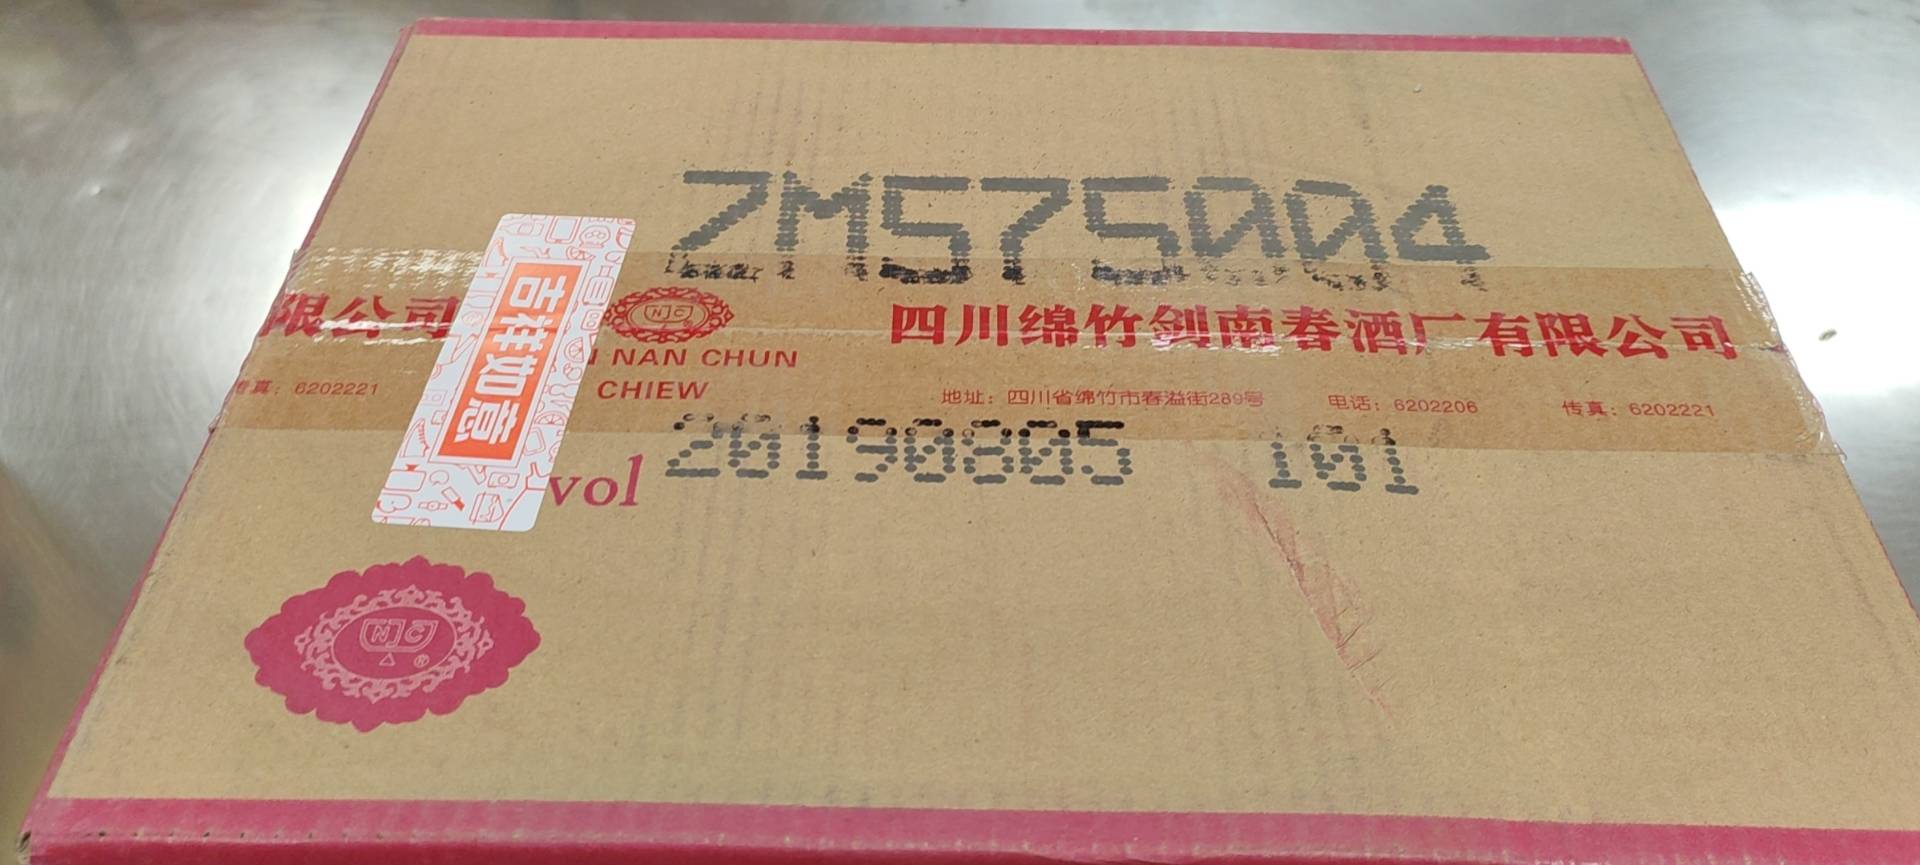 ZM575004
限公司
四川绵竹剑南春酒厂有限公司
NJC
NAN CHUN
CHIEW
传真：6202221
地址：四川省绵竹市春溢街289号
电话：6202206
传真：6202221
吉祥如意
20190805 101
vol
NJC
®